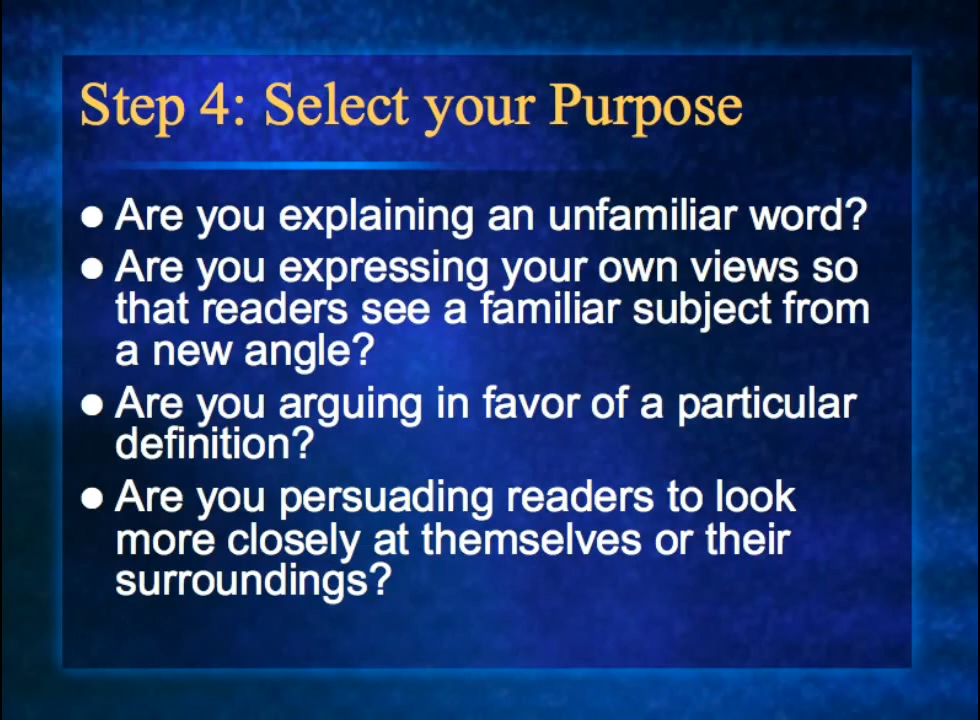 Step 4: Select your Purpose
● Are you explaining an unfamiliar word?
● Are you expressing your own views so
that readers see a familiar subject from
a new angle?
● Are you arguing in favor of a particular
definition?
● Are you persuading readers to look
more closely at themselves or their
surroundings?